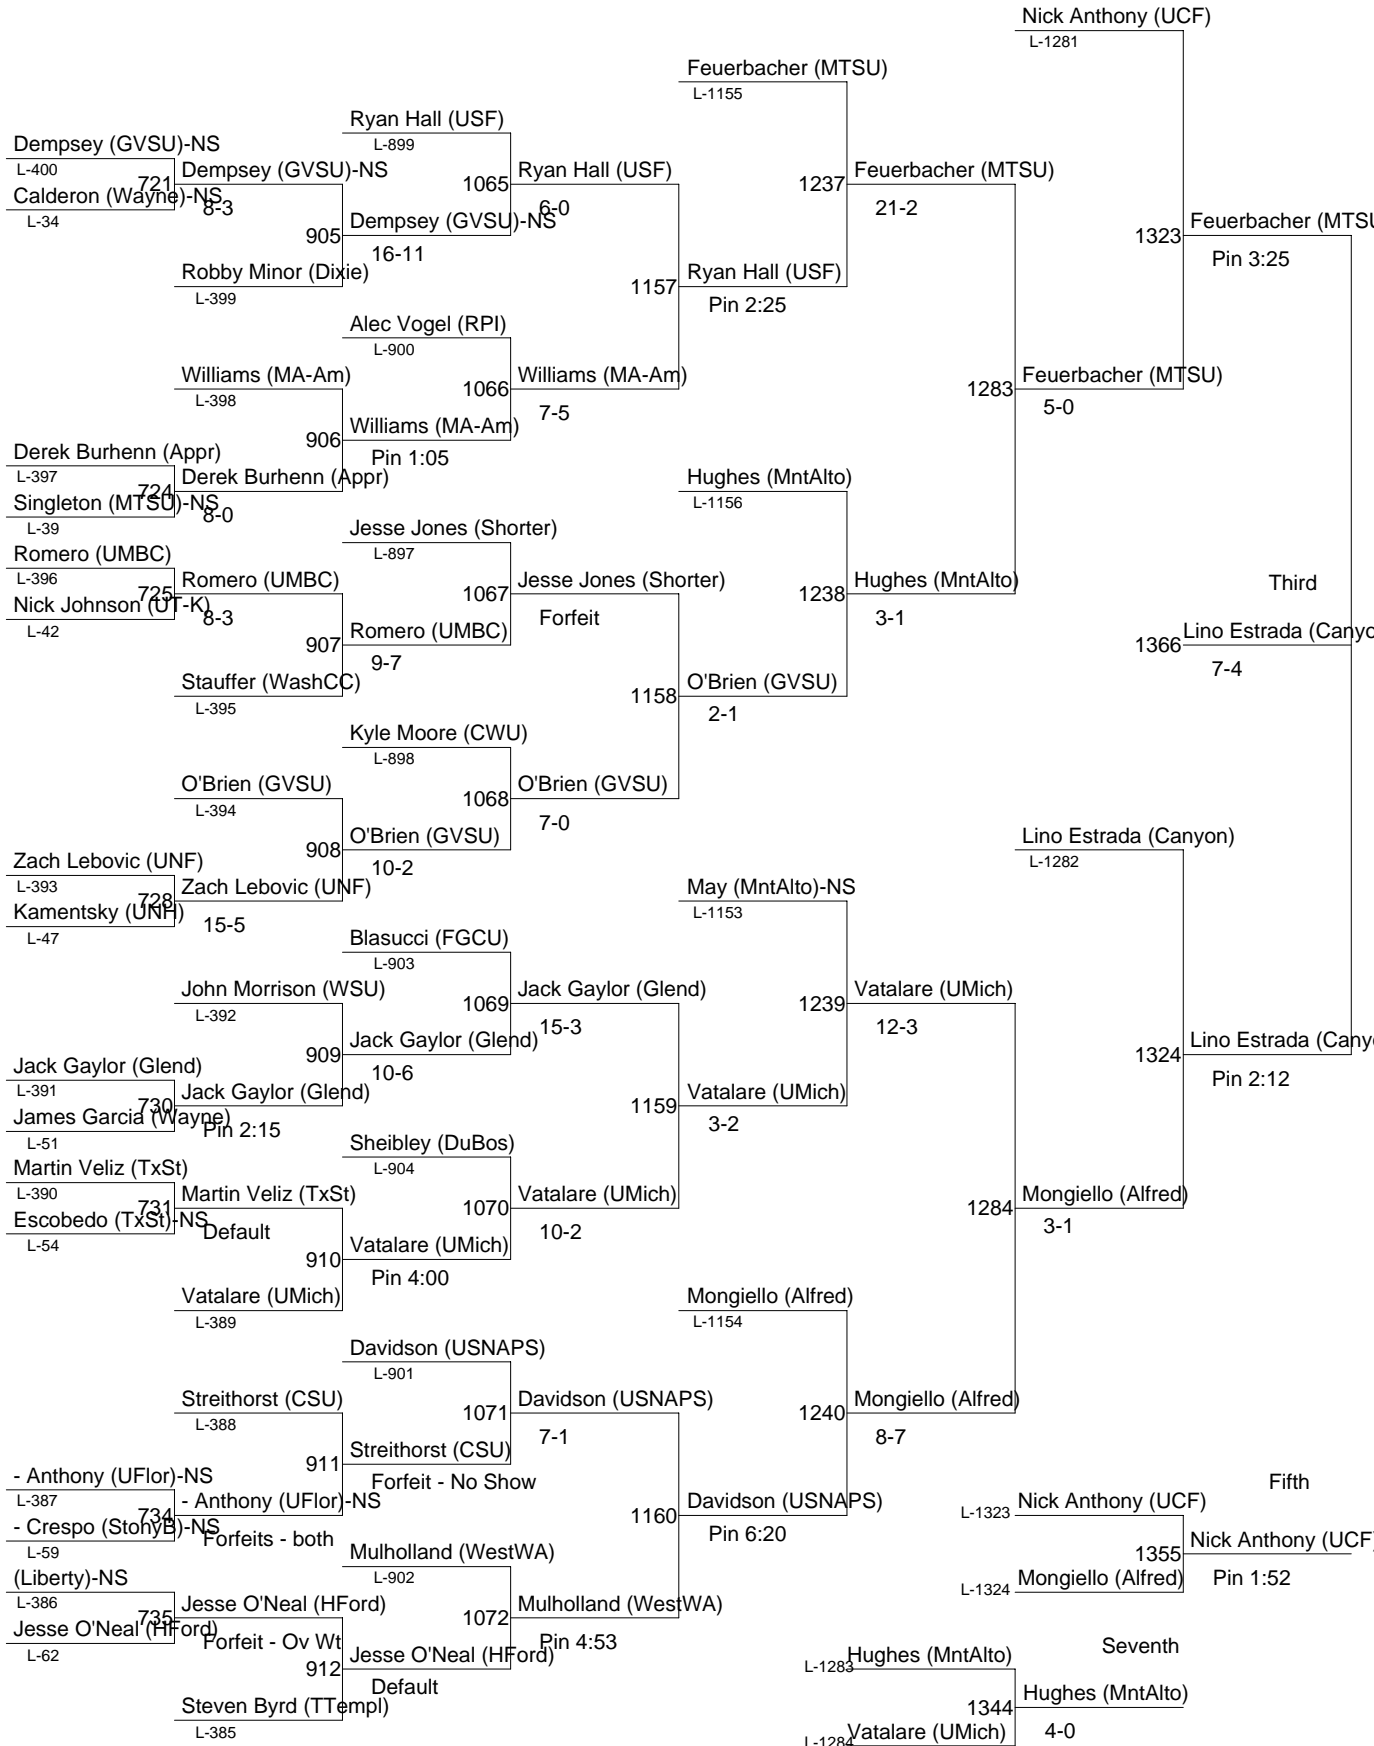 Nick Anthony (UCF)
L-1281
Feuerbacher (MTSU)
L-1155
Ryan Hall (USF)
L-899
Dempsey (GVSU)-NS
L-400
721
Dempsey (GVSU)-NS
8-3
Calderon (Wayne)-NS
L-34
1065
Ryan Hall (USF)
6-0
1237
Feuerbacher (MTSU)
21-2
905
Dempsey (GVSU)-NS
16-11
1323
Feuerbacher (MTSU
Pin 3:25
Robby Minor (Dixie)
L-399
1157
Ryan Hall (USF)
Pin 2:25
Alec Vogel (RPI)
L-900
Williams (MA-Am)
L-398
1066
Williams (MA-Am)
7-5
1283
Feuerbacher (MTSU)
5-0
906
Williams (MA-Am)
Pin 1:05
Derek Burhenn (Appr)
L-397
724
Derek Burhenn (Appr)
8-0
Singleton (MTSU)-NS
L-39
Hughes (MntAlto)
L-1156
Jesse Jones (Shorter)
L-897
Romero (UMBC)
L-396
725
Romero (UMBC)
8-3
Nick Johnson (UT-K)
L-42
1067
Jesse Jones (Shorter)
Forfeit
1238
Hughes (MntAlto)
3-1
Third
907
Romero (UMBC)
9-7
1366
Lino Estrada (Canyo
7-4
Stauffer (WashCC)
L-395
1158
O'Brien (GVSU)
2-1
Kyle Moore (CWU)
L-898
O'Brien (GVSU)
L-394
1068
O'Brien (GVSU)
7-0
908
O'Brien (GVSU)
10-2
Lino Estrada (Canyon)
L-1282
Zach Lebovic (UNF)
L-393
728
Zach Lebovic (UNF)
15-5
Kamentsky (UNH)
L-47
May (MntAlto)-NS
L-1153
Blasucci (FGCU)
L-903
John Morrison (WSU)
L-392
1069
Jack Gaylor (Glend)
15-3
1239
Vatalare (UMich)
12-3
909
Jack Gaylor (Glend)
10-6
1324
Lino Estrada (Canyo
Pin 2:12
Jack Gaylor (Glend)
L-391
730
Jack Gaylor (Glend)
Pin 2:15
James Garcia (Wayne)
L-51
1159
Vatalare (UMich)
3-2
Sheibley (DuBos)
L-904
Martin Veliz (TxSt)
L-390
731
Martin Veliz (TxSt)
Default
Escobedo (TxSt)-NS
L-54
1070
Vatalare (UMich)
10-2
1284
Mongiello (Alfred)
3-1
910
Vatalare (UMich)
Pin 4:00
Vatalare (UMich)
L-389
Mongiello (Alfred)
L-1154
Davidson (USNAPS)
L-901
Streithorst (CSU)
L-388
1071
Davidson (USNAPS)
7-1
1240
Mongiello (Alfred)
8-7
911
Streithorst (CSU)
Forfeit - No Show
- Anthony (UFlor)-NS
L-387
734
- Anthony (UFlor)-NS
Forfeits - both
- Crespo (StonyB)-NS
L-59
1160
Davidson (USNAPS)
Pin 6:20
Fifth
L-1323
Nick Anthony (UCF)
1355
Nick Anthony (UCF)
Pin 1:52
L-1324
Mongiello (Alfred)
Mulholland (WestWA)
L-902
(Liberty)-NS
L-386
735
Jesse O'Neal (HFord)
Forfeit - Ov Wt
Jesse O'Neal (HFord)
L-62
1072
Mulholland (WestWA)
Pin 4:53
912
Jesse O'Neal (HFord)
Default
Steven Byrd (TTempl)
L-385
Seventh
L-1283
Hughes (MntAlto)
1344
Hughes (MntAlto)
4-0
L-1284
Vatalare (UMich)